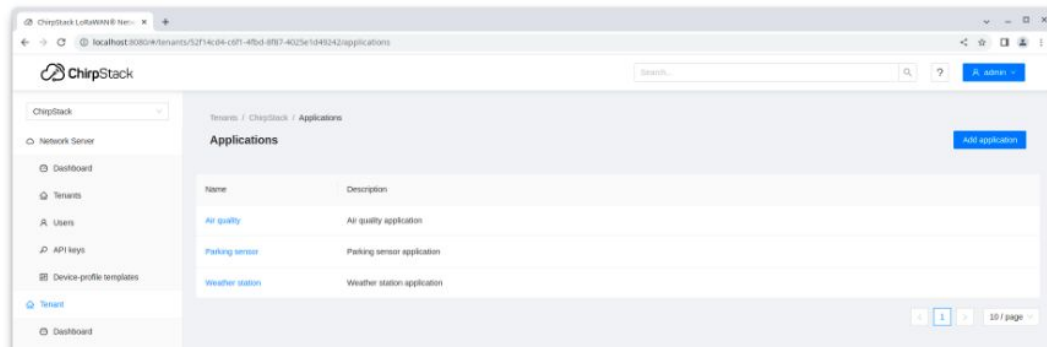 ChirpStack LoRaWAN® Netw
localhost:8080/#/tenants/52f14cd4-c6f1-4fbd-8f87-4025e1d49242/applications
ChirpStack
Search...
?
admin
ChirpStack
Tenants / ChirpStack / Applications
Network Server
Applications
Add application
Dashboard
Tenants
Name Description
Users
Air quality Air quality application
API keys
Parking sensor Parking sensor application
Device-profile templates
Weather station Weather station application
Tenant
1
10 / page
Dashboard